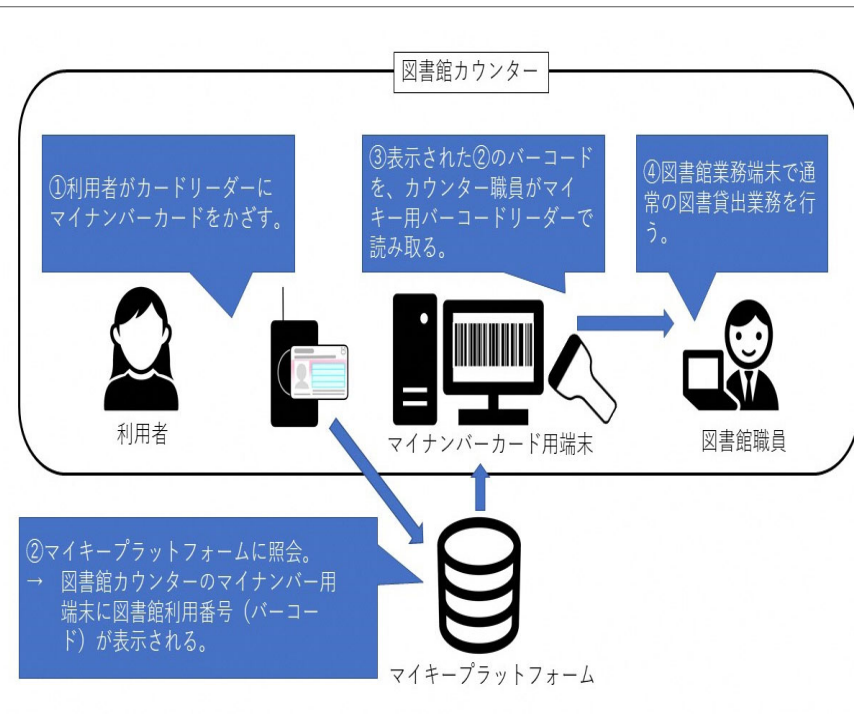 図書館カウンター
①利用者がカードリーダーに
マイナンバーカードをかざす。
③表示された②のバーコード
を、カウンター職員がマイ
キー用バーコードリーダーで
読み取る。
④図書館業務端末で通
常の図書貸出業務を行
う。
利用者
マイナンバーカード用端末
図書館職員
②マイキープラットフォームに照会。
→ 図書館カウンターのマイナンバー用
端末に図書館利用番号（バーコー
ド）が表示される。
マイキープラットフォーム